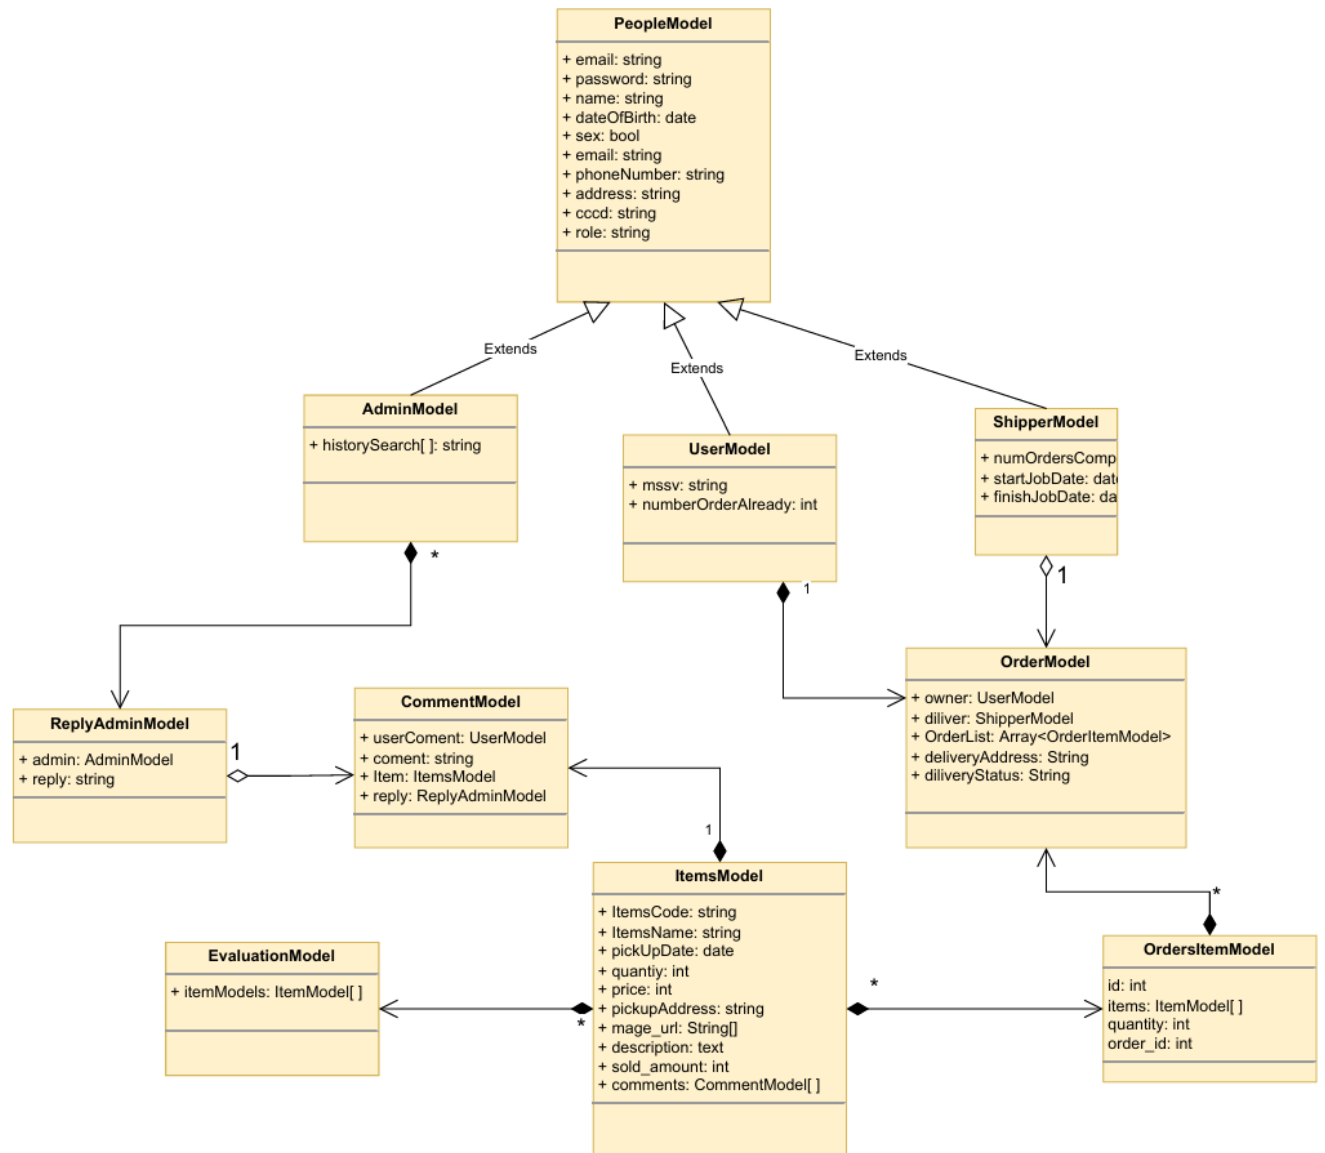 PeopleModel
+ email: string
+ password: string
+ name: string
+ dateOfBirth: date
+ sex: bool
+ email: string
+ phoneNumber: string
+ address: string
+ cccd: string
+ role: string
Extends
Extends
Extends
AdminModel
+ historySearch[ ]: string
*
UserModel
+ mssv: string
+ numberOrderAlready: int
1
ShipperModel
+ numOrdersComp
+ startJobDate: date
+ finishJobDate: da
1
OrderModel
+ owner: UserModel
+ diliver: ShipperModel
+ OrderList: Array<OrderItemModel>
+ deliveryAddress: String
+ diliveryStatus: String
ReplyAdminModel
+ admin: AdminModel
+ reply: string
1
CommentModel
+ userComent: UserModel
+ coment: string
+ Item: ItemsModel
+ reply: ReplyAdminModel
1
ItemsModel
+ ItemsCode: string
+ ItemsName: string
+ pickUpDate: date
+ quantiy: int
+ price: int
+ pickupAddress: string
+ mage_url: String[]
+ description: text
+ sold_amount: int
+ comments: CommentModel[ ]
*
*
EvaluationModel
+ itemModels: ItemModel[ ]
*
OrdersItemModel
id: int
items: ItemModel[ ]
quantity: int
order_id: int